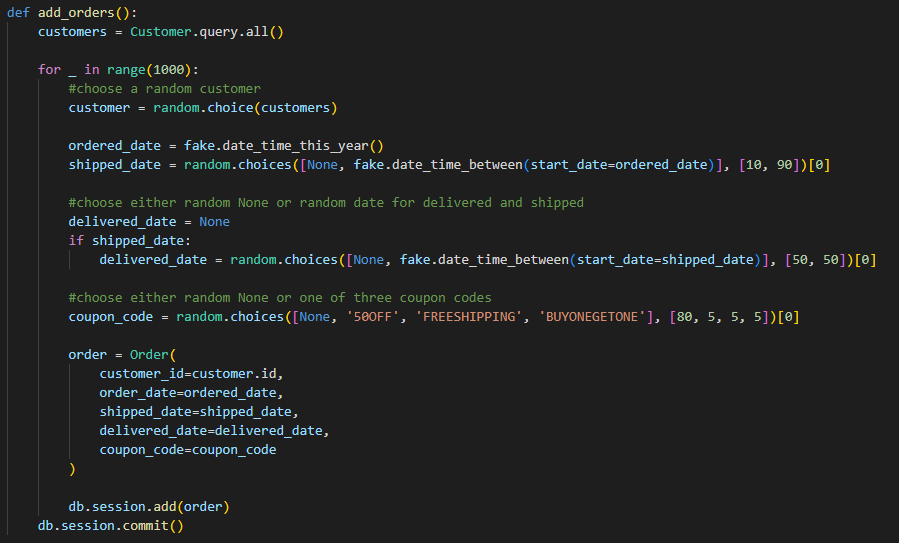 def add_orders():
    customers = Customer.query.all()

    for _ in range(1000):
        #choose a random customer
        customer = random.choice(customers)

        ordered_date = fake.date_time_this_year()
        shipped_date = random.choices([None, fake.date_time_between(start_date=ordered_date)], [10, 90])[0]

        #choose either random None or random date for delivered and shipped
        delivered_date = None
        if shipped_date:
            delivered_date = random.choices([None, fake.date_time_between(start_date=shipped_date)], [50, 50])[0]

        #choose either random None or one of three coupon codes
        coupon_code = random.choices([None, '50OFF', 'FREESHIPPING', 'BUYONEGETONE'], [80, 5, 5, 5])[0]

        order = Order(
            customer_id=customer.id,
            order_date=ordered_date,
            shipped_date=shipped_date,
            delivered_date=delivered_date,
            coupon_code=coupon_code
        )

        db.session.add(order)
    db.session.commit()